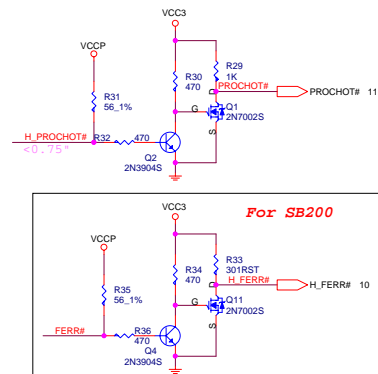 VCC3
VCCP
R29
1K
R30
470
R31
56_1%
PROCHOT#
D
PROCHOT# 11
G
Q1
2N7002S
S
H_PROCHOT#
R32
470
<0.75"
Q2
2N3904S
For SB200
VCC3
VCCP
R33
301RST
R34
470
H_FERR#
D
H_FERR# 10
R35
56_1%
G
Q11
2N7002S
S
FERR#
R36
470
Q4
2N3904S